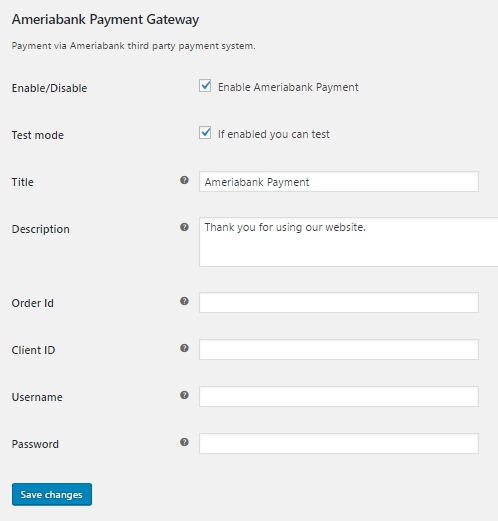 Ameriabank Payment Gateway
Payment via Ameriabank third party payment system.
Enable/Disable
Enable Ameriabank Payment
Test mode
If enabled you can test
Title
Ameriabank Payment
Description
Thank you for using our website.
Order Id
Client ID
Username
Password
Save changes